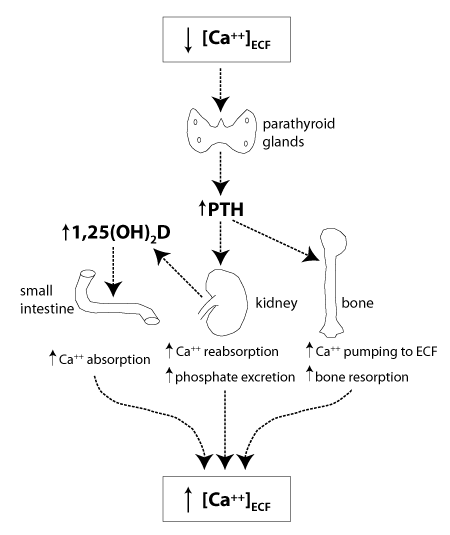 ↓ [Ca⁺⁺]ECF
parathyroid
glands
↑PTH
↑1,25(OH)₂D
small
intestine
kidney
bone
↑Ca⁺⁺ absorption
↑Ca⁺⁺ reabsorption
↑phosphate excretion
↑Ca⁺⁺ pumping to ECF
↑bone resorption
↑ [Ca⁺⁺]ECF